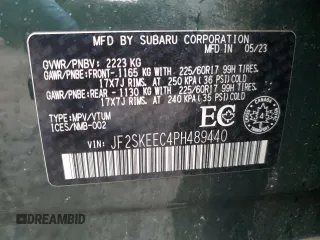 MFD BY SUBARU CORPORATION
MFD IN 05/23
GVWR/PNBV: 2223 KG
GAWR/PNBE:FRONT-1165 KG WITH 225/60R17 99H TIRES,
17X7J RIMS, AT 250 KPA(36 PSI)COLD
GAWR/PNBE:REAR -1130 KG WITH 225/60R17 99H TIRES,
17X7J RIMS, AT 240 KPA(35 PSI)COLD
TYPE:MPV/VTUM
ICES/NMB-002
EC
VIN: JF2SKEEC4PH489440
DREAMBID